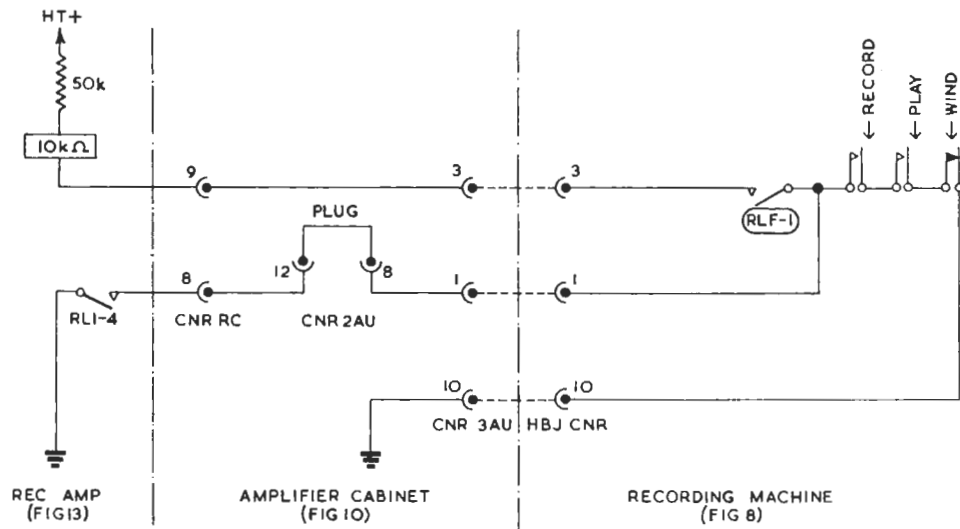 HT+
50k
10kΩ
9
3
3
← RECORD
← PLAY
← WIND
RLF-1
PLUG
12
8
8
1
1
RL1-4
CNR RC
CNR 2AU
10
10
CNR 3AU
HBJ CNR
REC AMP
(FIG 13)
AMPLIFIER CABINET
(FIG 10)
RECORDING MACHINE
(FIG 8)